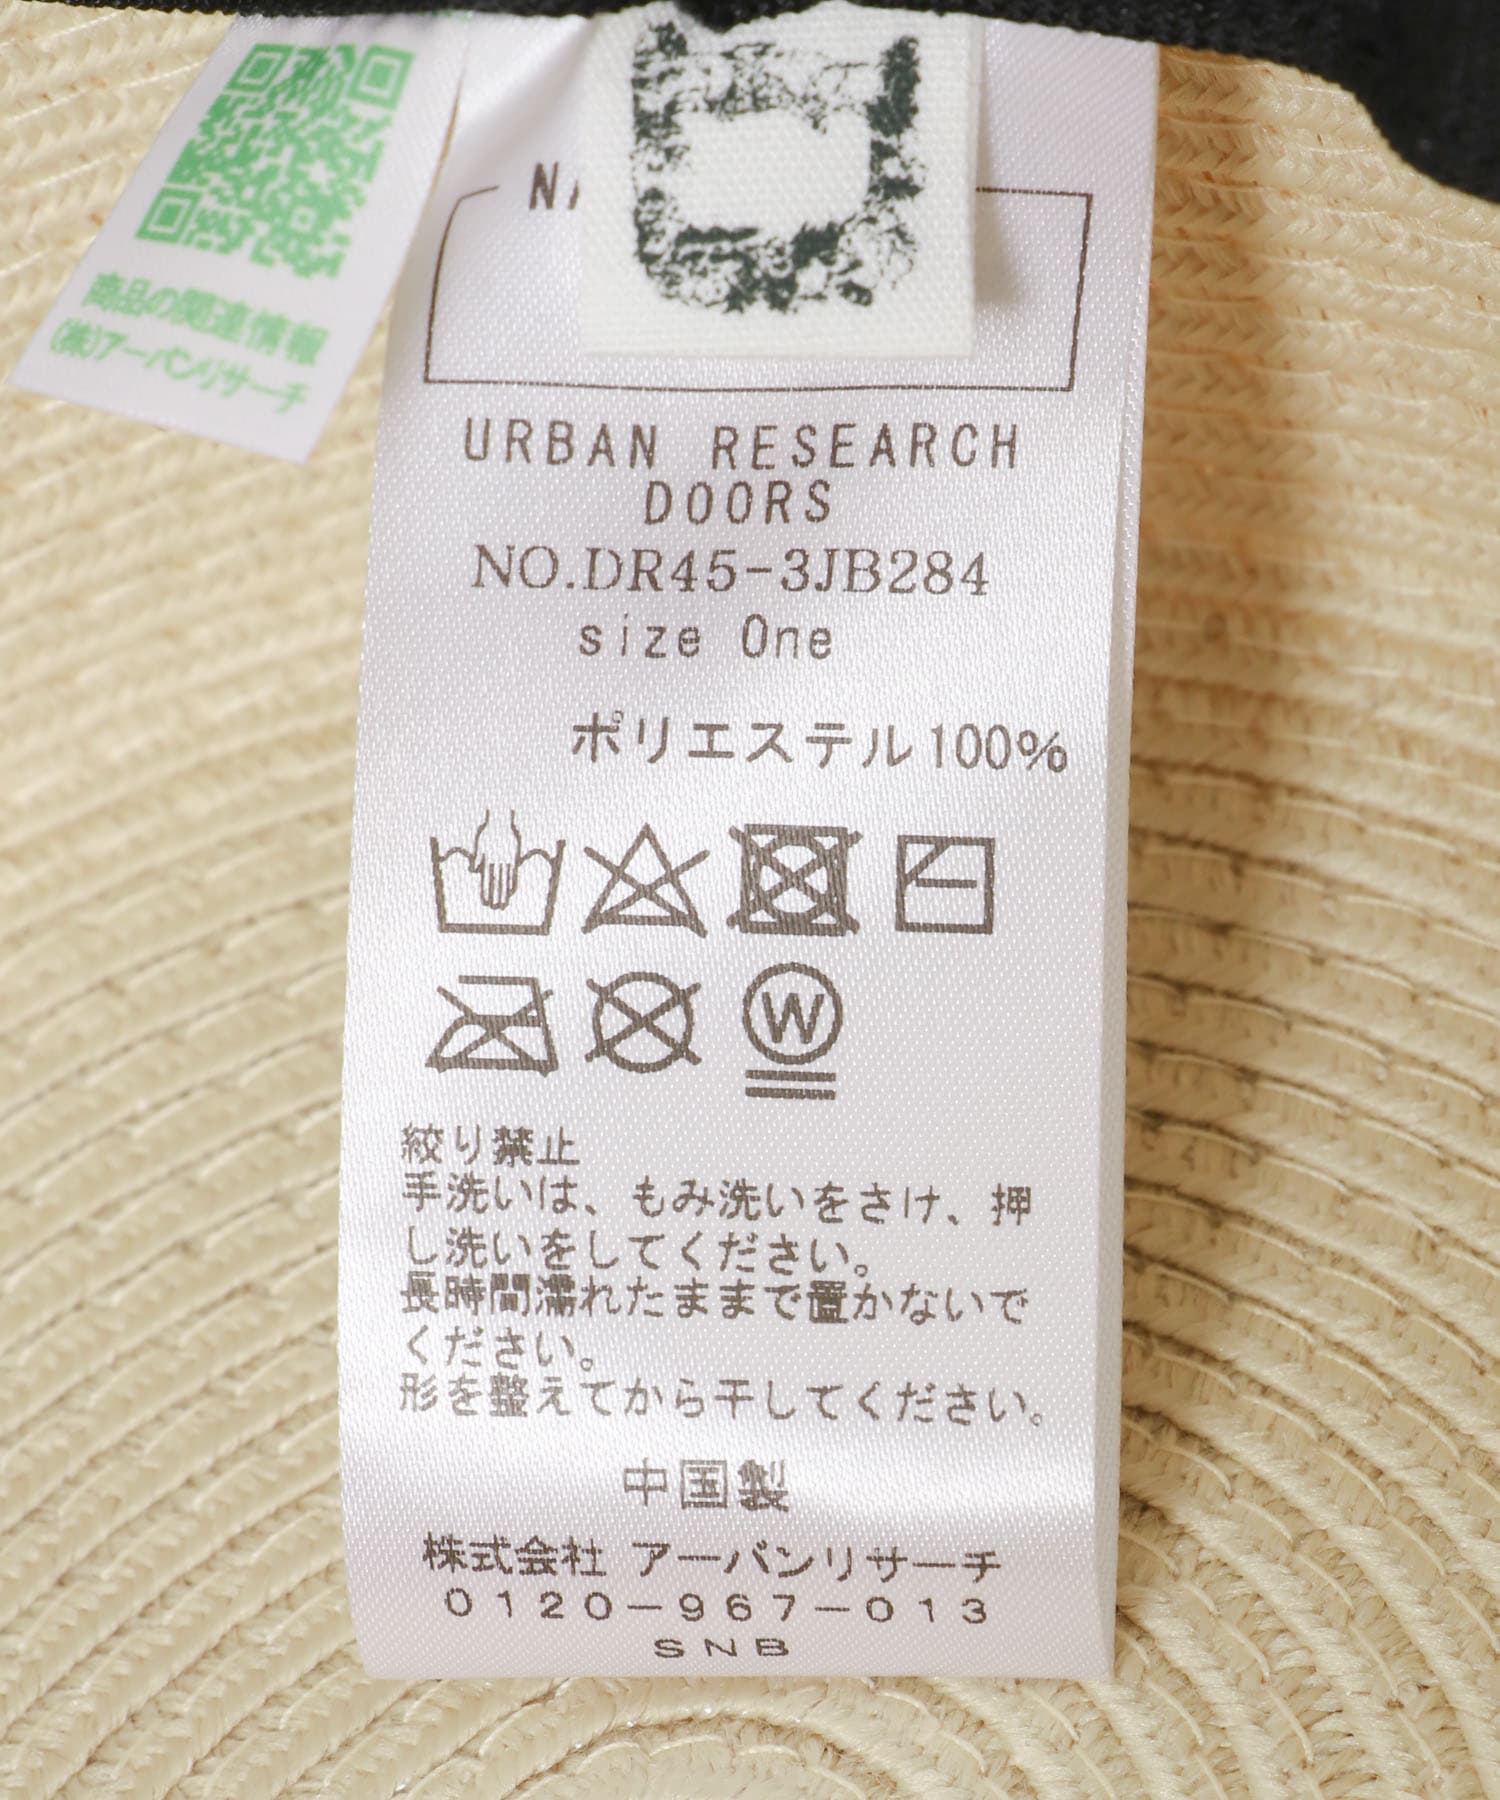 商品の関連情報
(株)アーバンリサーチ
URBAN RESEARCH
DOORS
NO.DR45-3JB284
size One
ポリエステル100%
W
絞り禁止
手洗いは、もみ洗いをさけ、押
し洗いをしてください。
長時間濡れたままで置かないで
ください。
形を整えてから干してください。
中国製
株式会社 アーバンリサーチ
0120-967-013
SNB